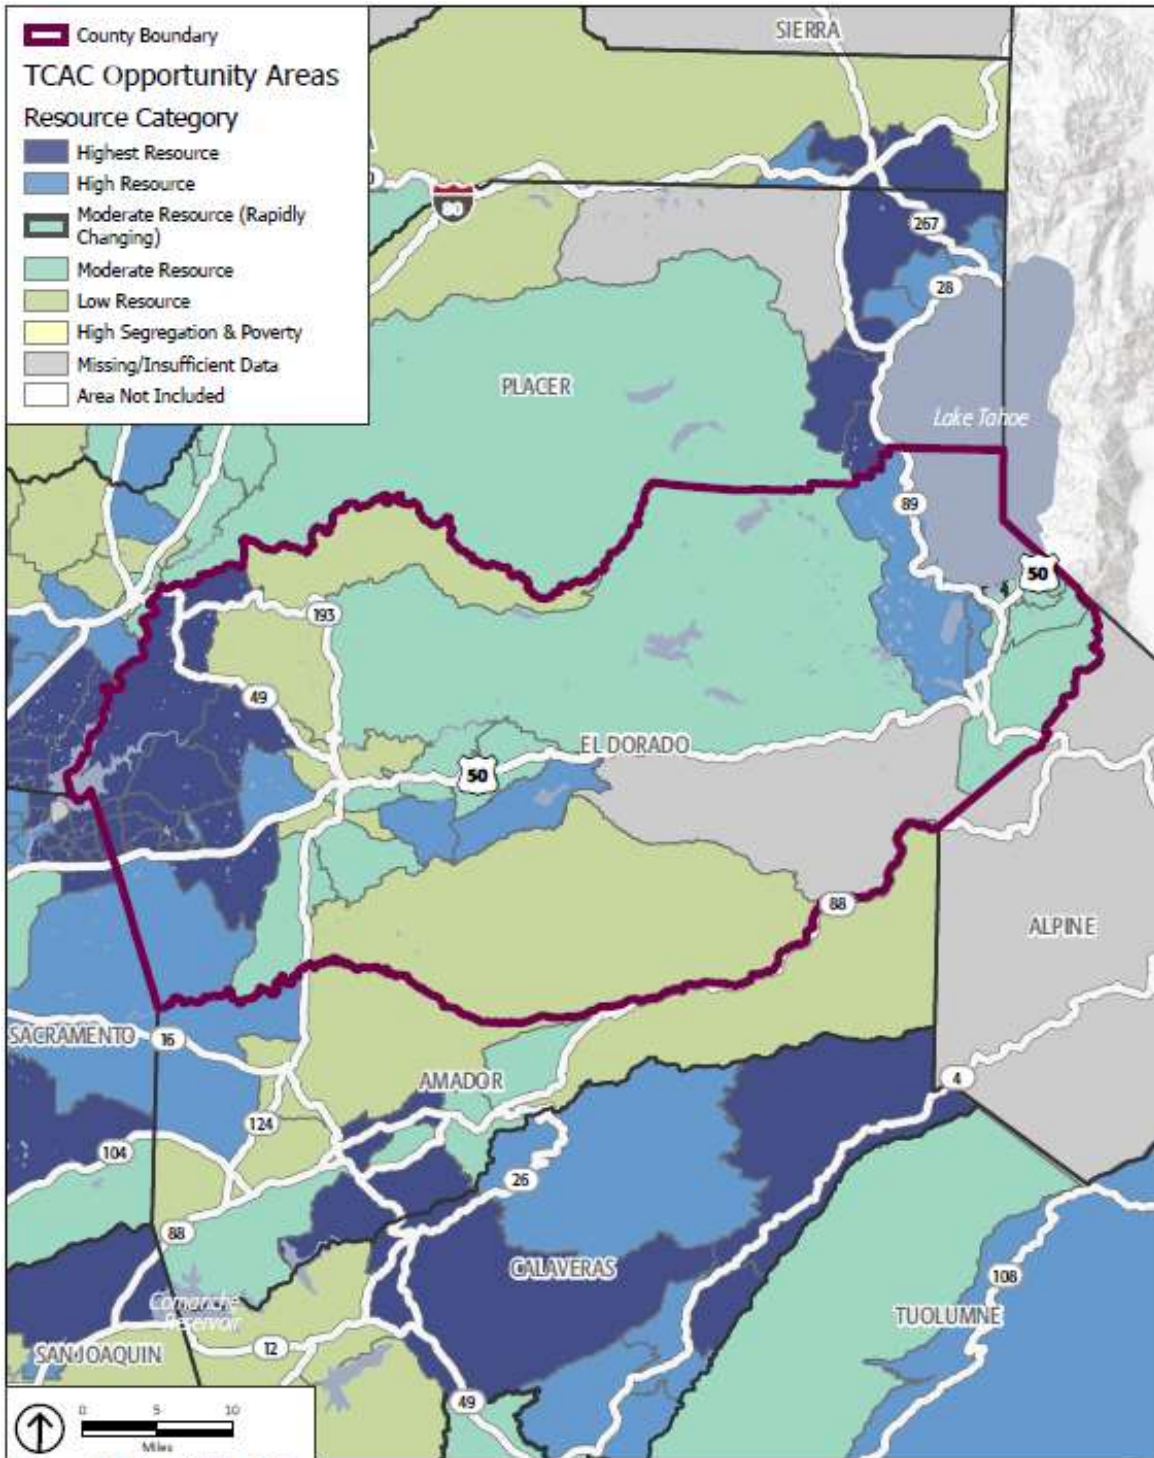 County Boundary
TCAC Opportunity Areas
Resource Category
Highest Resource
High Resource
Moderate Resource (Rapidly
Changing)
Moderate Resource
Low Resource
High Segregation & Poverty
Missing/Insufficient Data
Area Not Included
SIERRA
80
267
28
PLACER
Lake Tahoe
89
50
193
49
EL DORADO
50
88
ALPINE
SACRAMENTO
16
AMADOR
4
124
104
26
88
CALAVERAS
108
Comanche
Reservoir
TUOLUMNE
SAN JOAQUIN
12
49
0 5 10
Miles